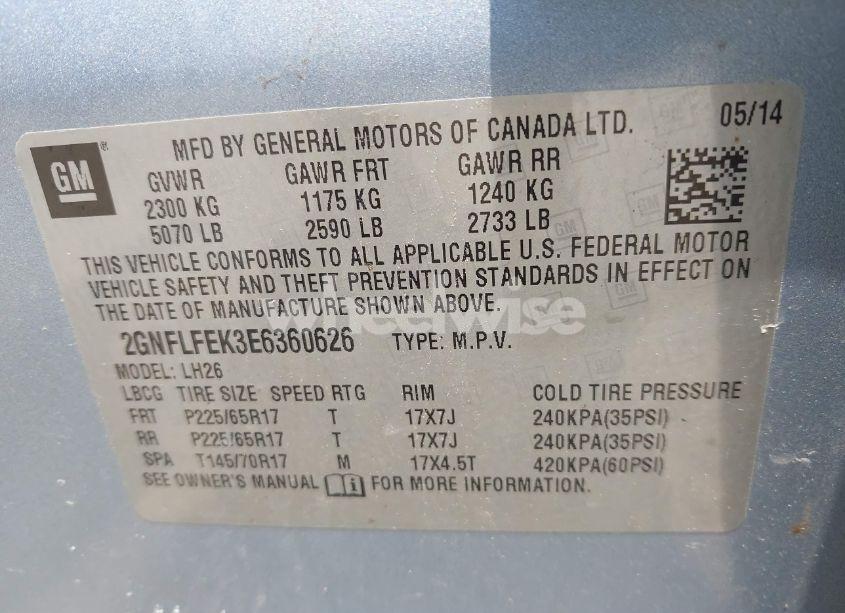 MFD BY GENERAL MOTORS OF CANADA LTD. 05/14
GM®
GVWR GAWR FRT GAWR RR
2300 KG 1175 KG 1240 KG
5070 LB 2590 LB 2733 LB
THIS VEHICLE CONFORMS TO ALL APPLICABLE U.S. FEDERAL MOTOR
VEHICLE SAFETY AND THEFT PREVENTION STANDARDS IN EFFECT ON
THE DATE OF MANUFACTURE SHOWN ABOVE.
2GNFLFEK3E6360626 TYPE: M.P.V.
MODEL: LH26
LBCG TIRE SIZE SPEED RTG RIM COLD TIRE PRESSURE
FRT P225/65R17 T 17X7J 240KPA(35PSI)
RR P225/65R17 T 17X7J 240KPA(35PSI)
SPA T145/70R17 M 17X4.5T 420KPA(60PSI)
SEE OWNER'S MANUAL FOR MORE INFORMATION.